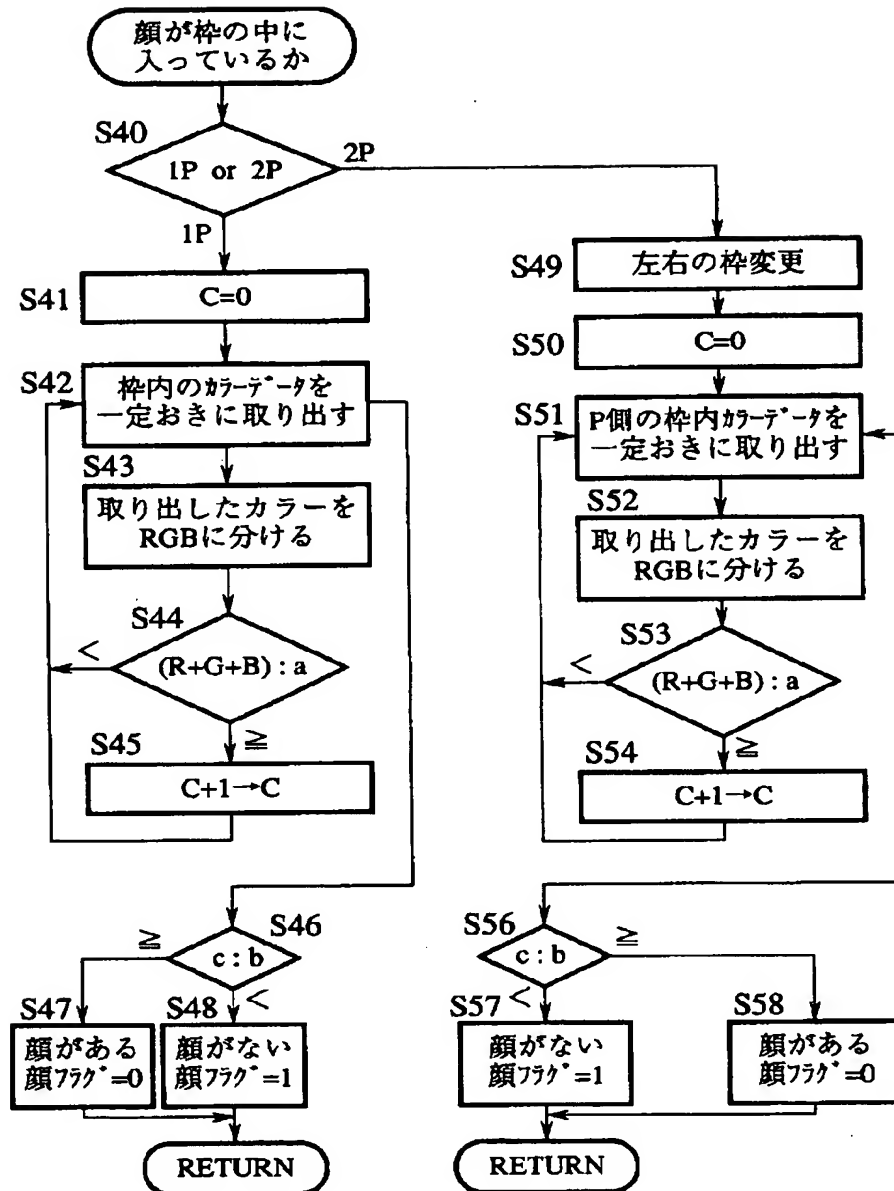 顔が枠の中に
入っているか
S40
1P or 2P
2P
1P
S41
C=0
S42
枠内のカラーデータを
一定おきに取り出す
S43
取り出したカラーを
RGBに分ける
S44
<
(R+G+B) : a
≧
S45
C+1→C
S46
≧
c : b
<
S47
顔がある
顔フラグ=0
S48
顔がない
顔フラグ=1
RETURN
S49
左右の枠変更
S50
C=0
S51
P側の枠内カラーデータを
一定おきに取り出す
S52
取り出したカラーを
RGBに分ける
S53
<
(R+G+B) : a
≧
S54
C+1→C
S56
c : b
≧
<
S57
顔がない
顔フラグ=1
S58
顔がある
顔フラグ=0
RETURN